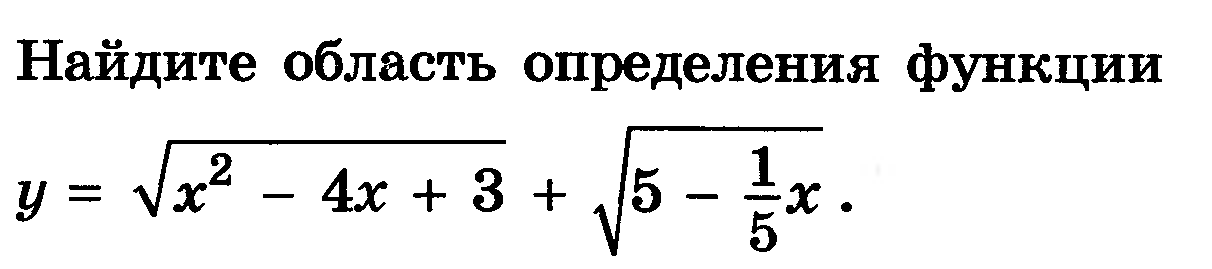 Найдите область определения функции
y = √(x² − 4x + 3) + √(5 − 1/5 x) .